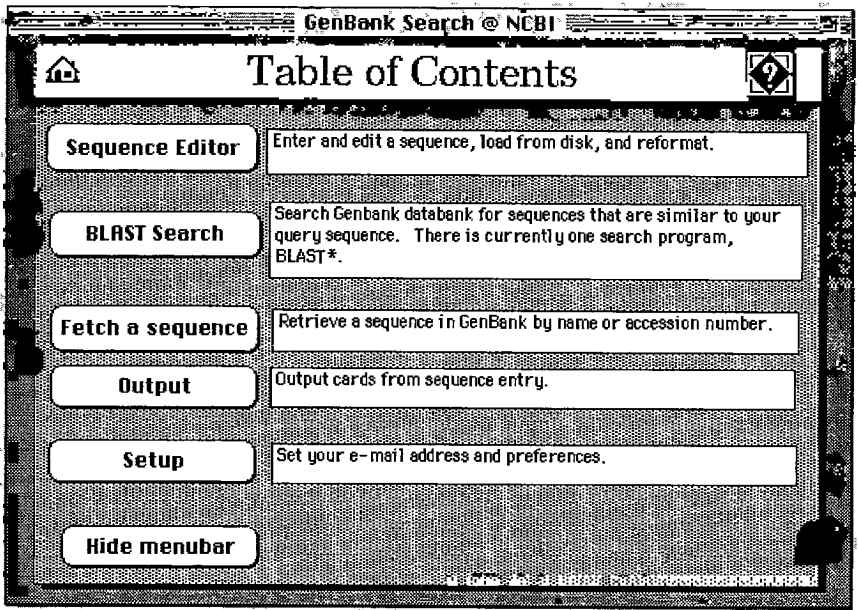 GenBank Search @ NCBI
Table of Contents
?
Sequence Editor
Enter and edit a sequence, load from disk, and reformat.
BLAST Search
Search Genbank databank for sequences that are similar to your
query sequence. There is currently one search program,
BLAST*.
Fetch a sequence
Retrieve a sequence in GenBank by name or accession number.
Output
Output cards from sequence entry.
Setup
Set your e-mail address and preferences.
Hide menubar